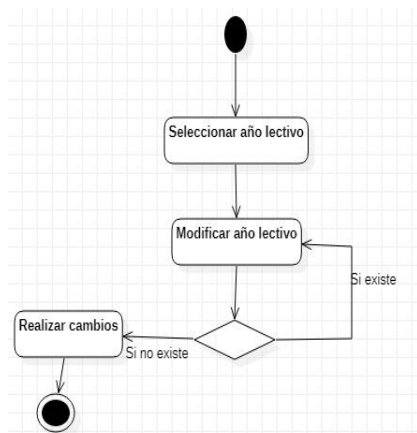 Seleccionar año lectivo
Modificar año lectivo
Si existe
Realizar cambios
Si no existe